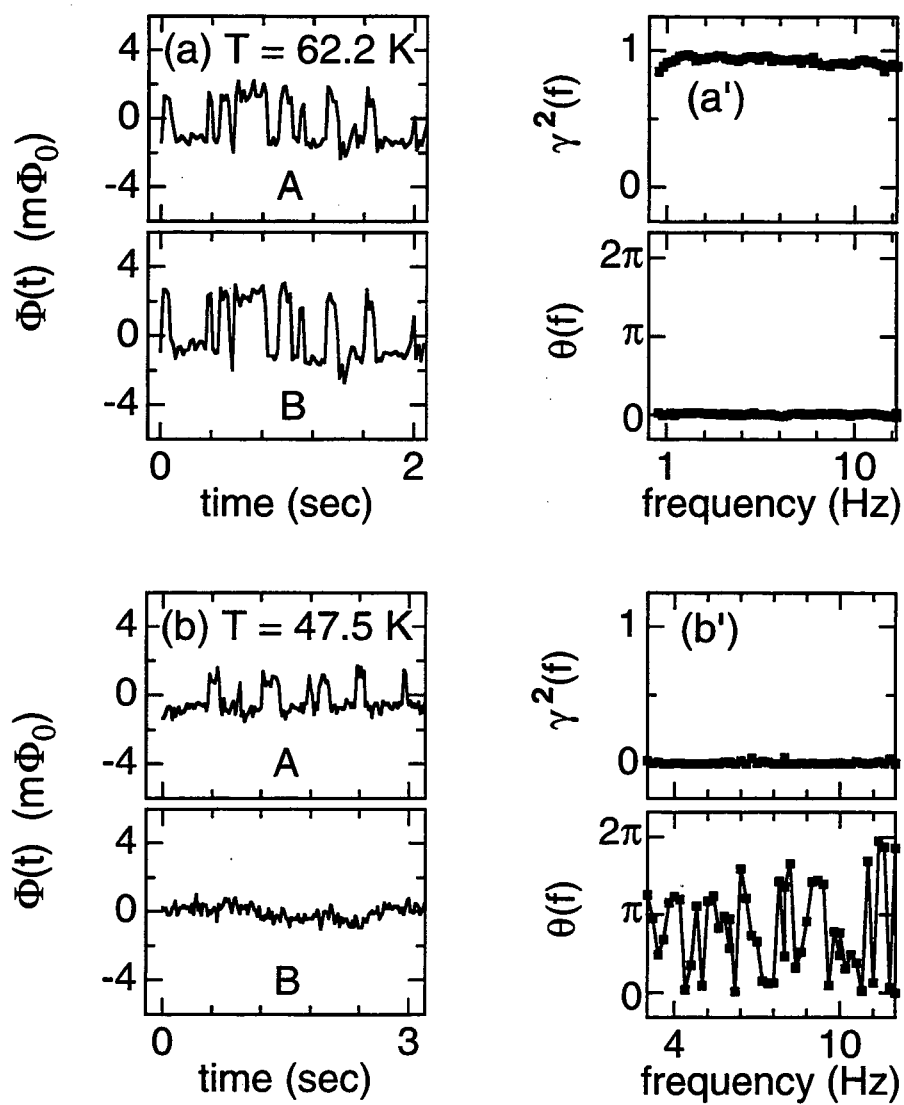 (a) T = 62.2 K
4
0
-4
A
Φ(t) (mΦ₀)
4
0
-4
B
0
2
time (sec)
1
0
γ²(f)
(a')
2π
π
0
θ(f)
1
10
frequency (Hz)
(b) T = 47.5 K
4
0
-4
A
Φ(t) (mΦ₀)
4
0
-4
B
0
3
time (sec)
1
0
γ²(f)
(b')
2π
π
0
θ(f)
4
10
frequency (Hz)